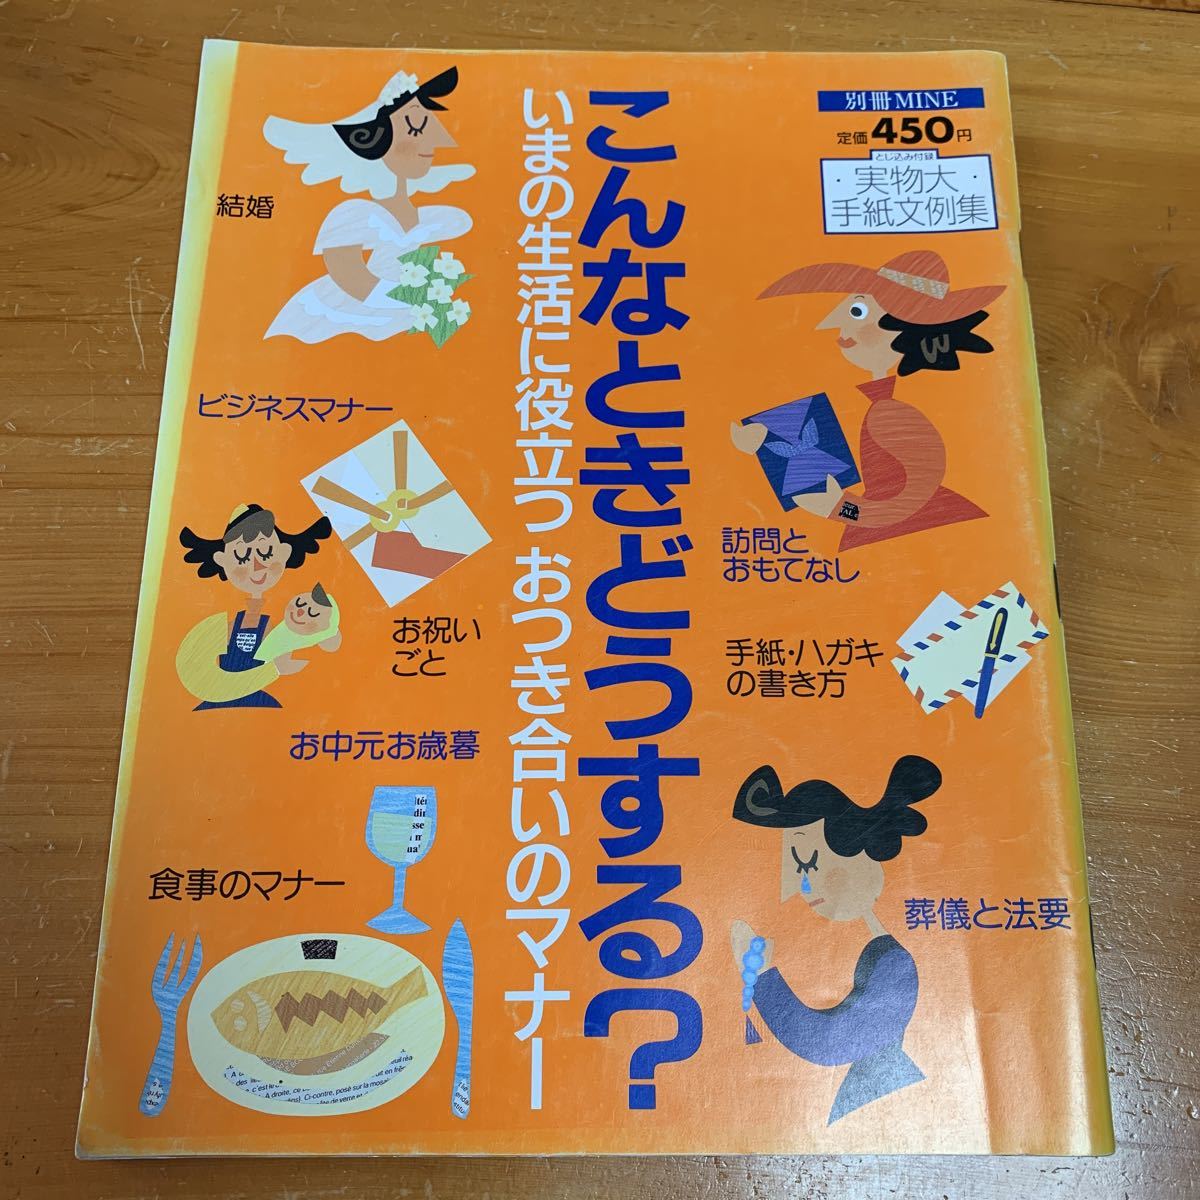 別冊MINE
定価450円
とじ込み付録
・実物大・
手紙文例集
こんなときどうする?
いまの生活に役立つ おつき合いのマナー
結婚
ビジネスマナー
お祝い
ごと
お中元お歳暮
食事のマナー
訪問と
おもてなし
手紙・ハガキ
の書き方
葬儀と法要